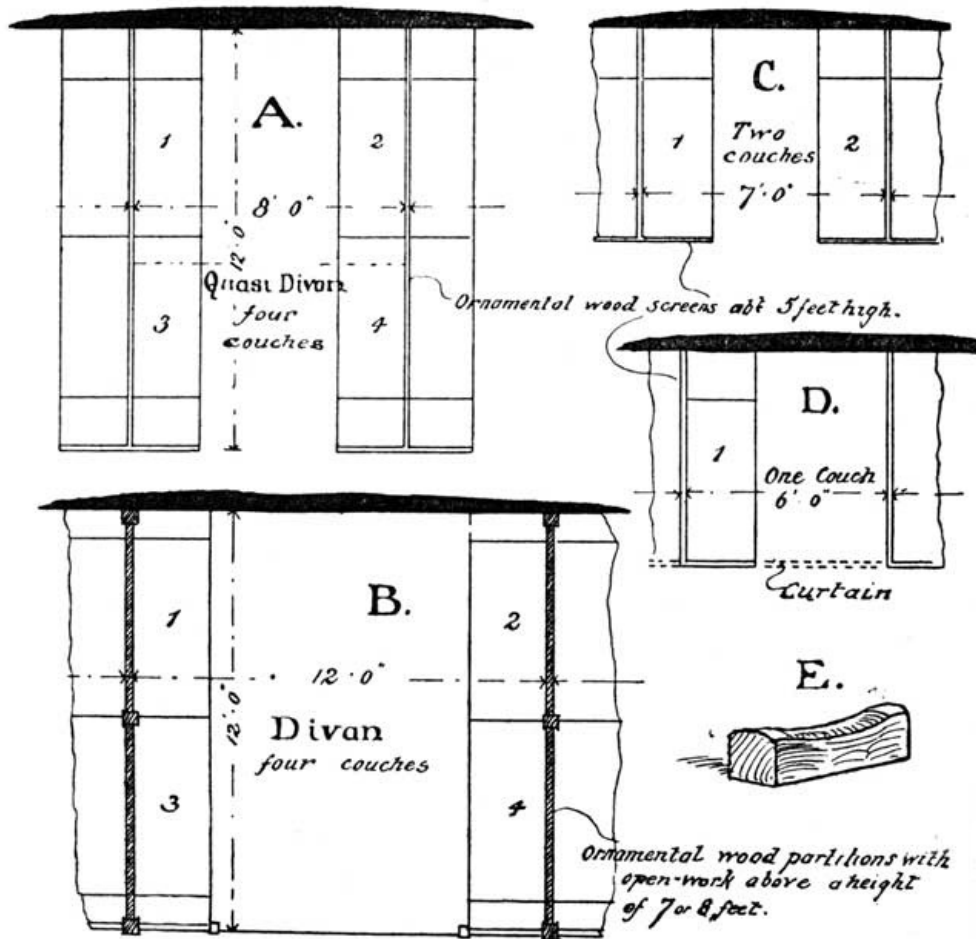 A.
1
2
8'·0"
12'·0"
Quasi Divan
four
couches
3
4
C.
1
Two
couches
2
7'·0"
Ornamental wood screens abt 5 feet high.
D.
1
One Couch
6'·0"
Curtain
B.
1
2
12·0"
12'·0"
Divan
four couches
3
4
E.
Ornamental wood partitions with
open-work above a height
of 7 or 8 feet.